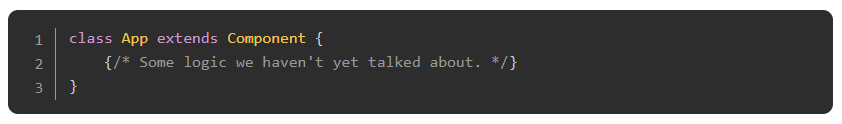 1 class App extends Component {
2     {/* Some logic we haven't yet talked about. */}
3 }